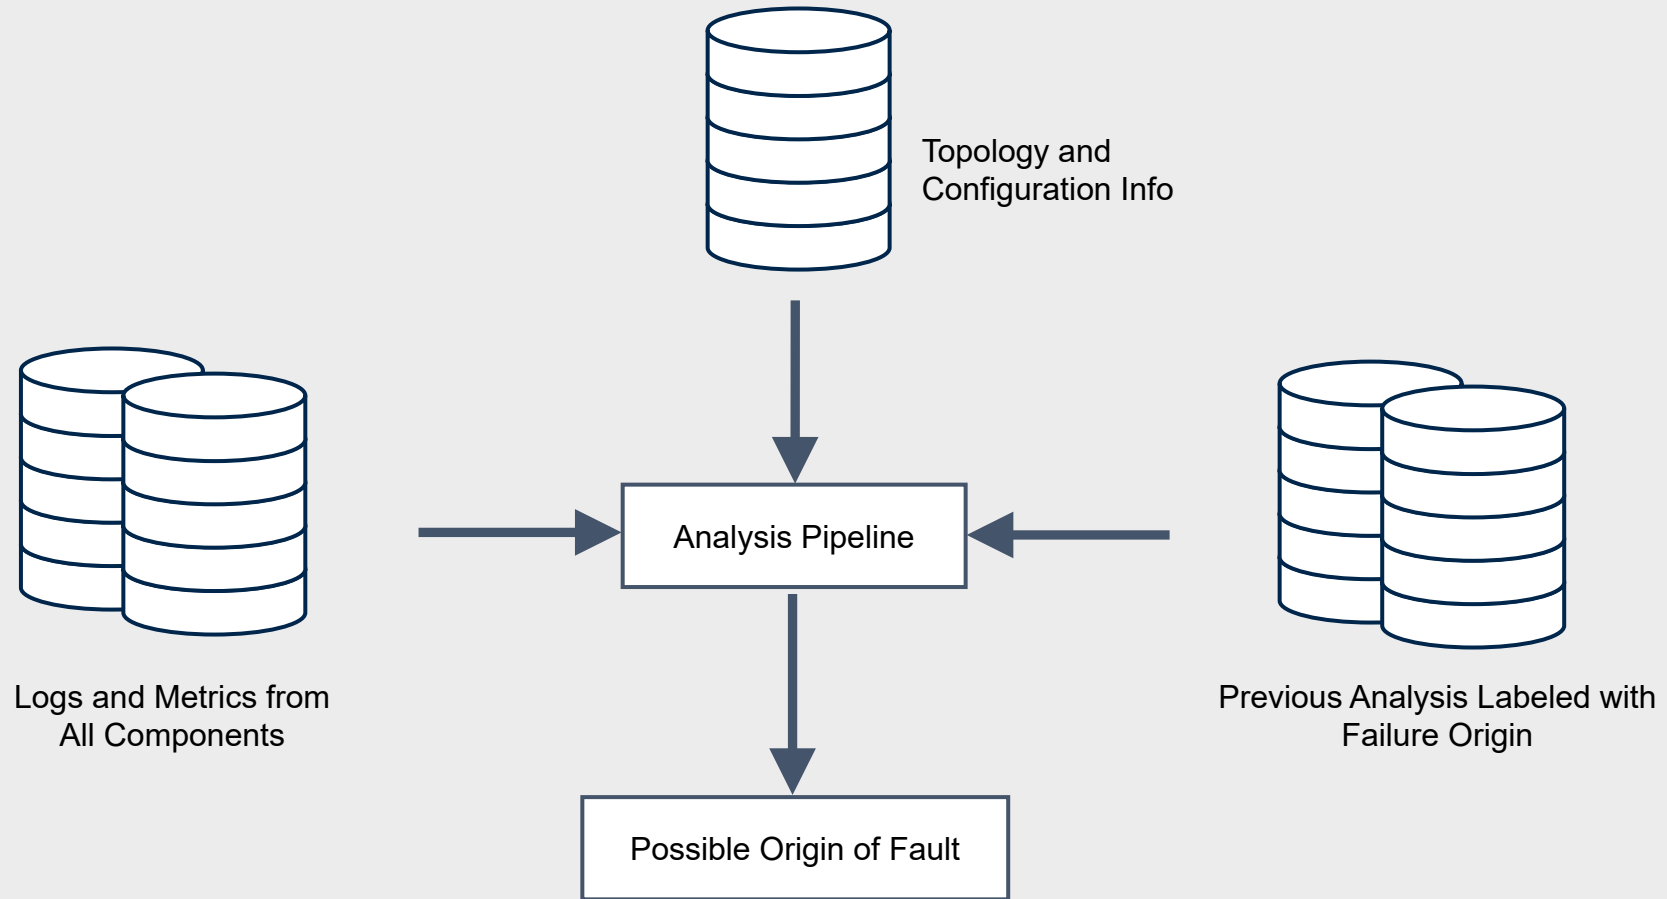 Topology and
Configuration Info
Analysis Pipeline
Logs and Metrics from
All Components
Previous Analysis Labeled with
Failure Origin
Possible Origin of Fault